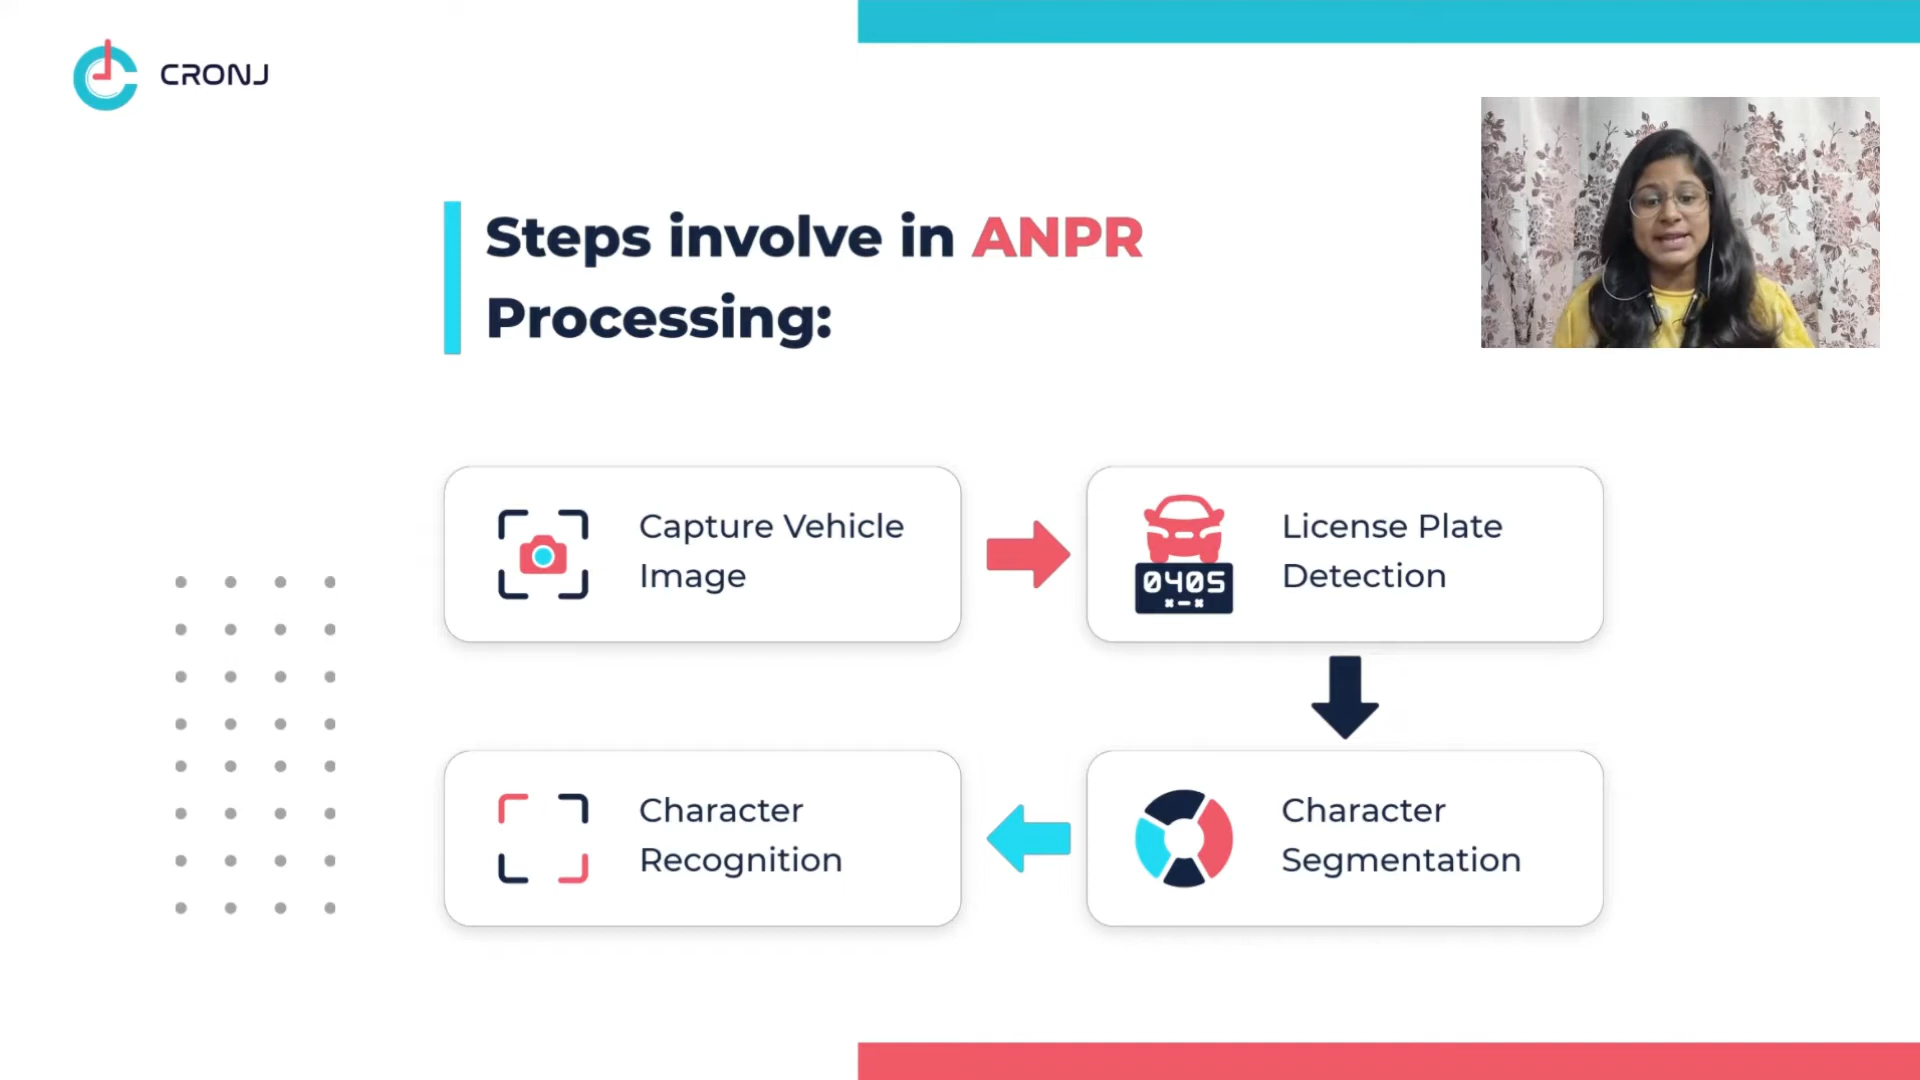 CRONJ
Steps involve in ANPR
Processing:
Capture Vehicle
Image
License Plate
Detection
0405
Character
Recognition
Character
Segmentation